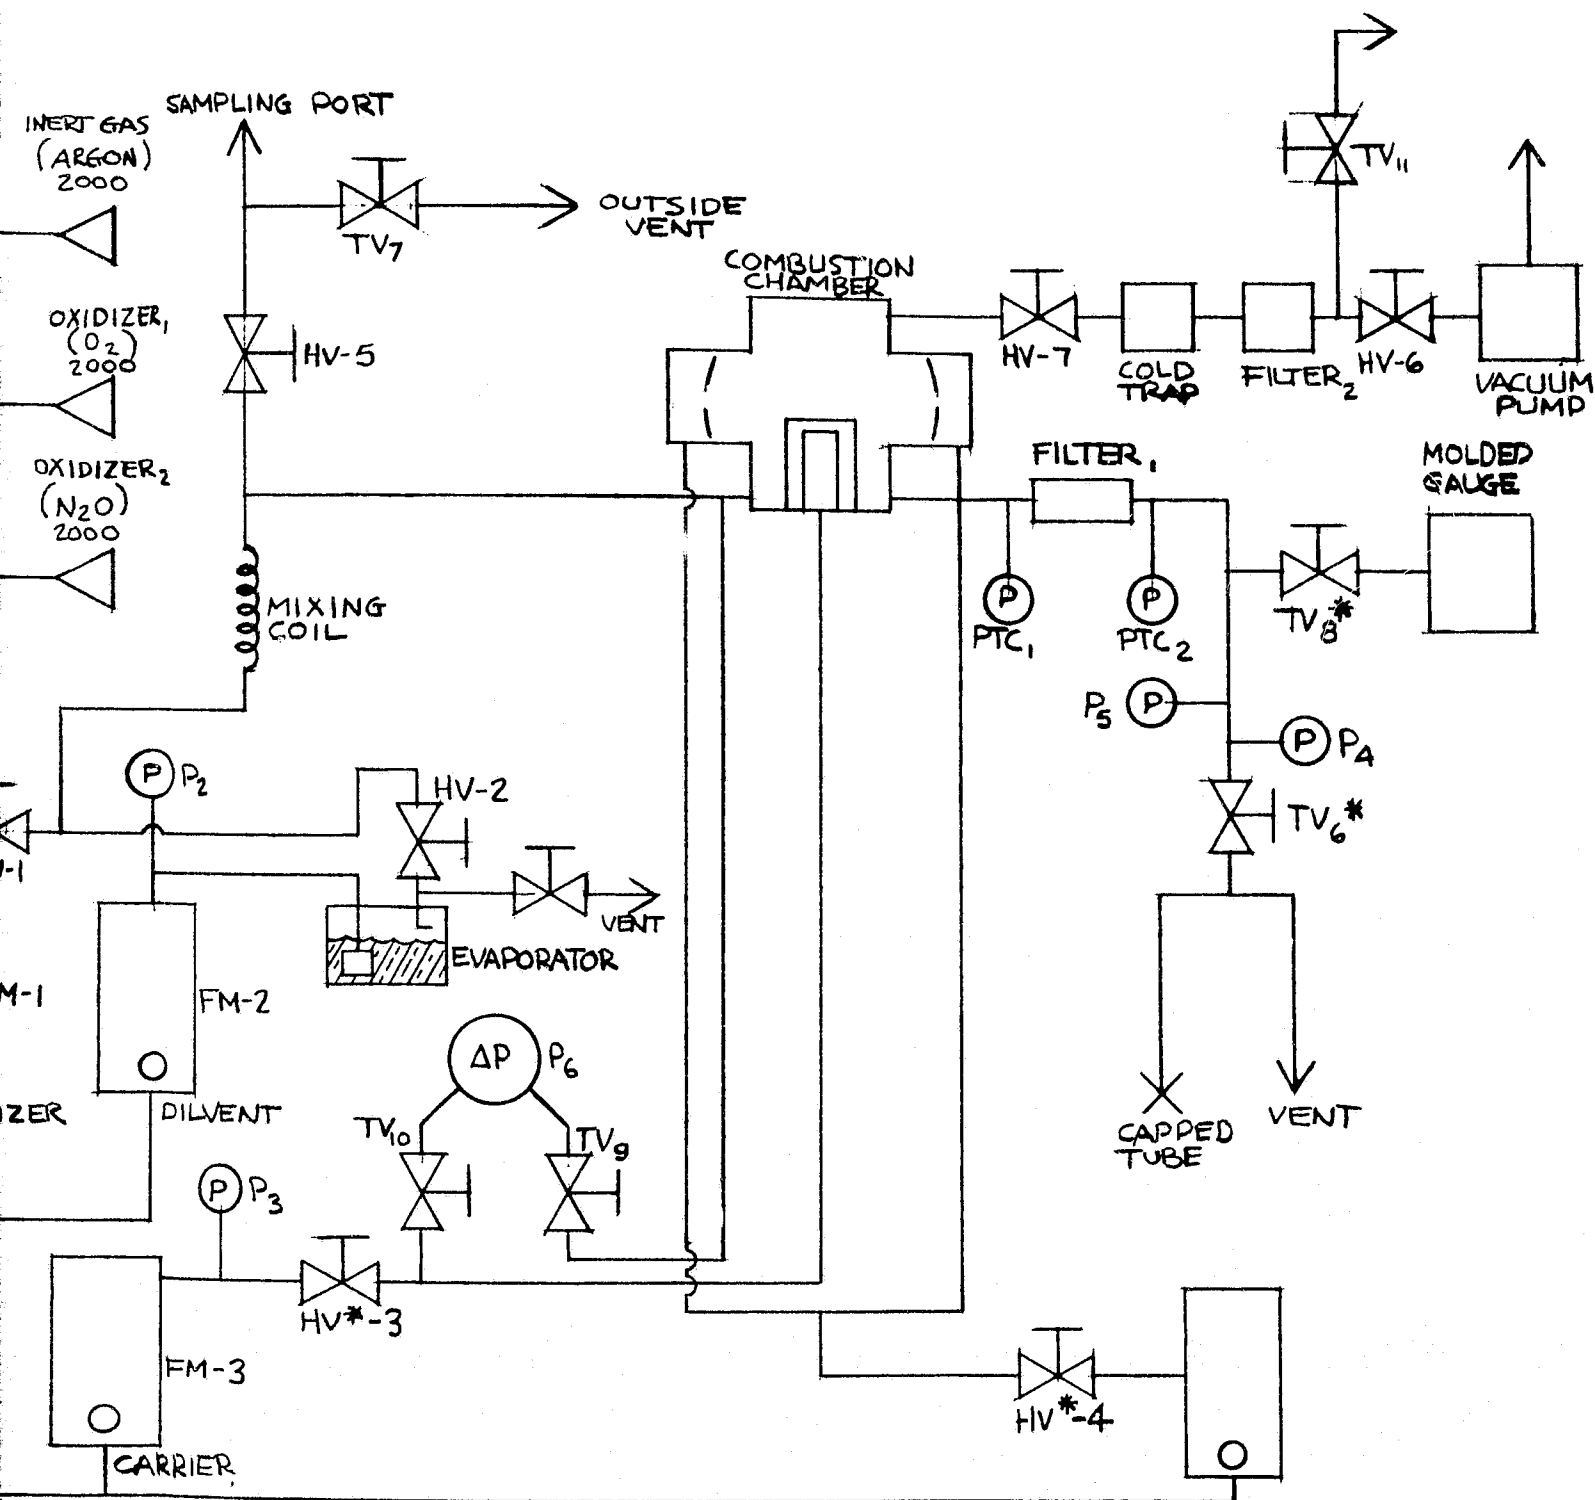 SAMPLING PORT
INERT GAS
(ARGON)
2000
TV7
OUTSIDE
VENT
TV11
COMBUSTION
CHAMBER
OXIDIZER1
(O2)
2000
HV-5
HV-7
COLD
TRAP
FILTER2
HV-6
VACUUM
PUMP
OXIDIZER2
(N2O)
2000
FILTER1
MOLDED
GAUGE
MIXING
COIL
P
PTC1
P
PTC2
TV8*
P5
P
P
P4
P
P2
HV-2
TV6*
-1
VENT
EVAPORATOR
M-1
FM-2
ΔP
P6
IZER
DILVENT
TV10
TV9
CAPPED
TUBE
VENT
P
P3
HV*-3
FM-3
HV*-4
CARRIER